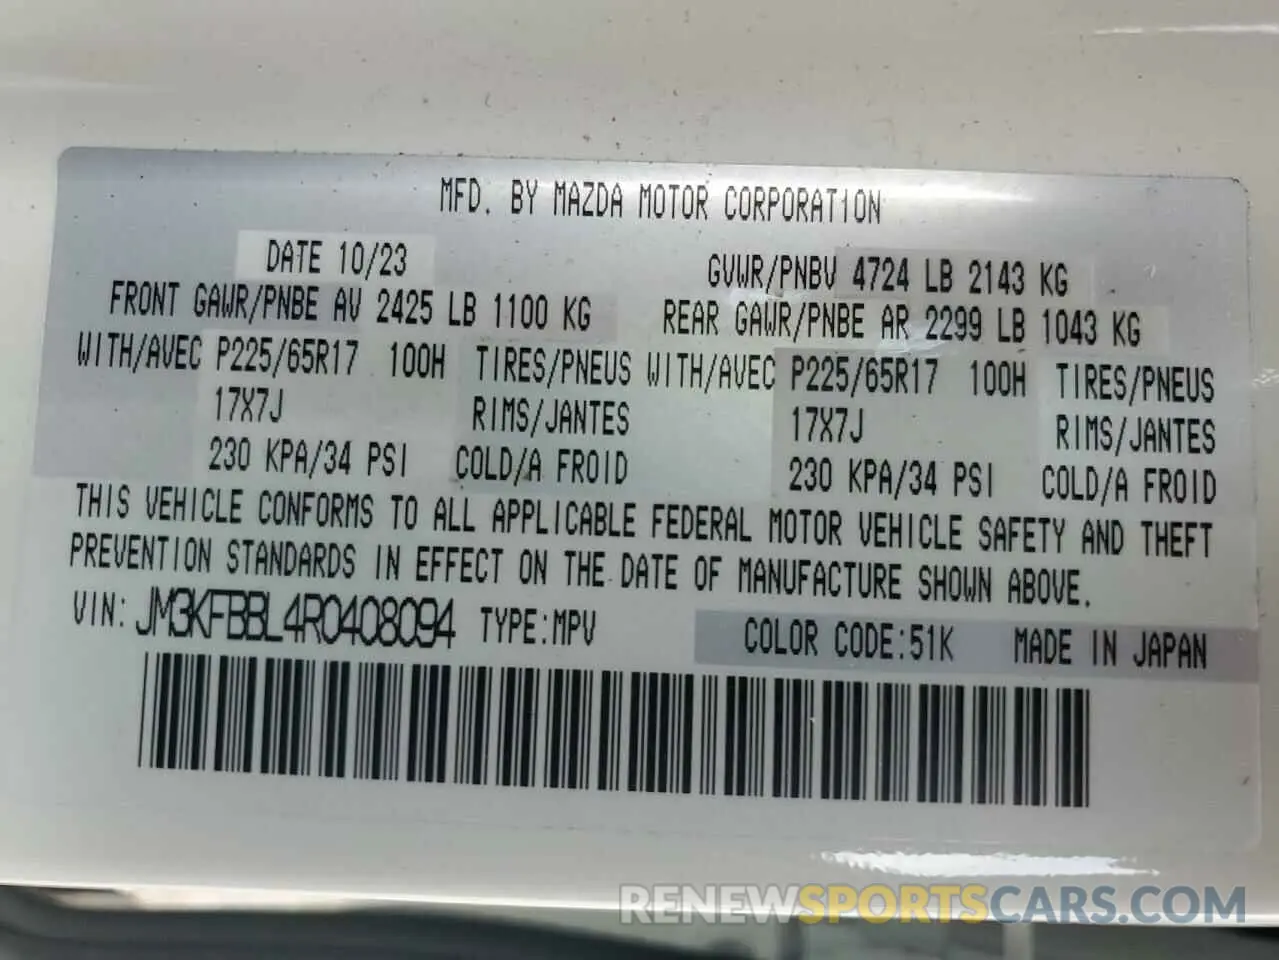 MFD. BY MAZDA MOTOR CORPORATION
DATE 10/23 GVWR/PNBV 4724 LB 2143 KG
FRONT GAWR/PNBE AV 2425 LB 1100 KG REAR GAWR/PNBE AR 2299 LB 1043 KG
WITH/AVEC P225/65R17 100H TIRES/PNEUS WITH/AVEC P225/65R17 100H TIRES/PNEUS
17X7J RIMS/JANTES 17X7J RIMS/JANTES
230 KPA/34 PSI COLD/A FROID 230 KPA/34 PSI COLD/A FROID
THIS VEHICLE CONFORMS TO ALL APPLICABLE FEDERAL MOTOR VEHICLE SAFETY AND THEFT
PREVENTION STANDARDS IN EFFECT ON THE DATE OF MANUFACTURE SHOWN ABOVE.
VIN: JM3KFBBL4R0408094 TYPE:MPV COLOR CODE:51K MADE IN JAPAN
RENEWSPORTSCARS.COM